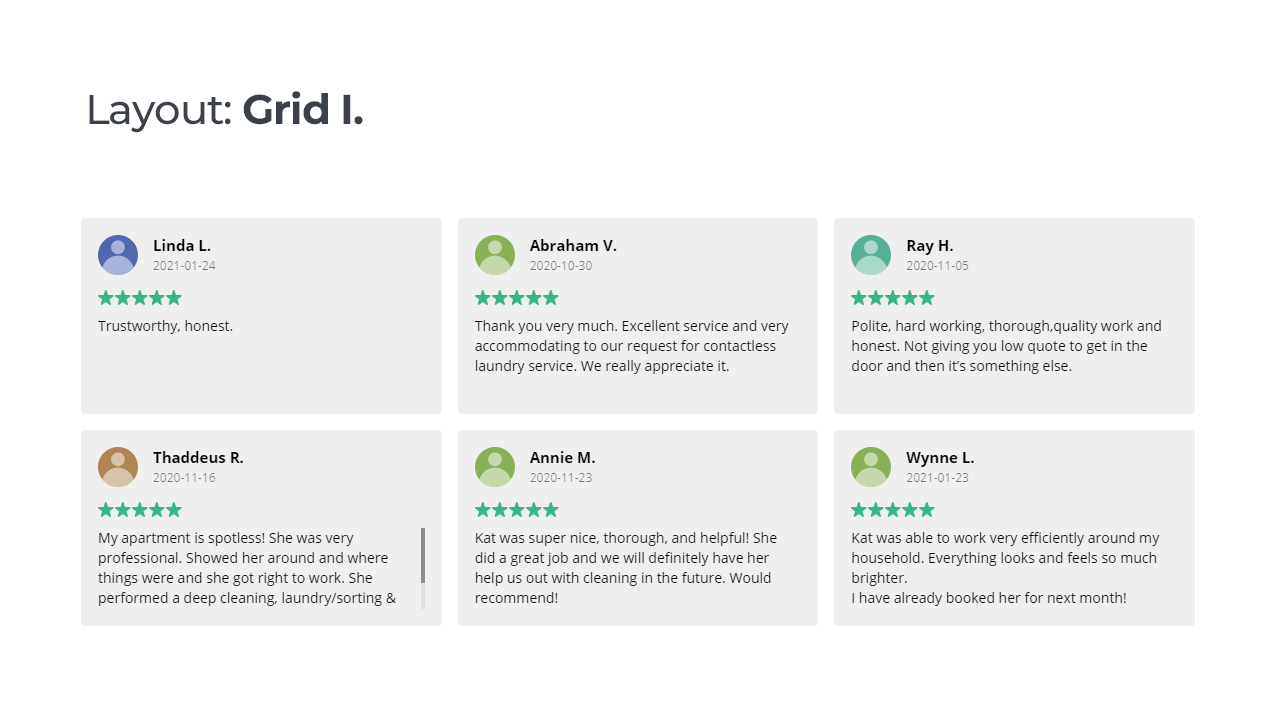 Layout: Grid I.
Linda L.
2021-01-24
Trustworthy, honest.
Abraham V.
2020-10-30
Thank you very much. Excellent service and very
accommodating to our request for contactless
laundry service. We really appreciate it.
Ray H.
2020-11-05
Polite, hard working, thorough,quality work and
honest. Not giving you low quote to get in the
door and then it’s something else.
Thaddeus R.
2020-11-16
My apartment is spotless! She was very
professional. Showed her around and where
things were and she got right to work. She
performed a deep cleaning, laundry/sorting &
Annie M.
2020-11-23
Kat was super nice, thorough, and helpful! She
did a great job and we will definitely have her
help us out with cleaning in the future. Would
recommend!
Wynne L.
2021-01-23
Kat was able to work very efficiently around my
household. Everything looks and feels so much
brighter.
I have already booked her for next month!